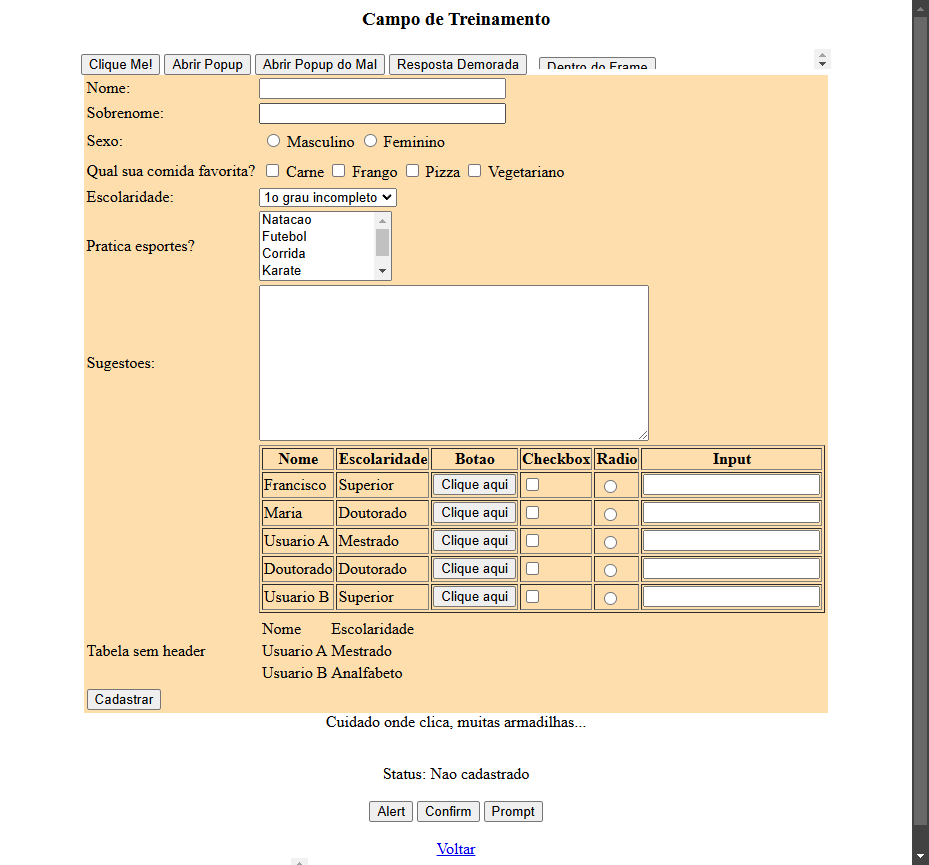 Campo de Treinamento
Clique Me! Abrir Popup Abrir Popup do Mal Resposta Demorada Dentro do Frame
Nome:
Sobrenome:
Sexo: Masculino Feminino
Qual sua comida favorita? Carne Frango Pizza Vegetariano
Escolaridade: 1o grau incompleto
Natacao
Futebol
Pratica esportes?
Corrida
Karate
Sugestoes:
Nome Escolaridade Botao Checkbox Radio Input
Francisco Superior Clique aqui
Maria Doutorado Clique aqui
Usuario A Mestrado Clique aqui
Doutorado Doutorado Clique aqui
Usuario B Superior Clique aqui
Nome Escolaridade
Tabela sem header Usuario A Mestrado
Usuario B Analfabeto
Cadastrar
Cuidado onde clica, muitas armadilhas...
Status: Nao cadastrado
Alert Confirm Prompt
Voltar